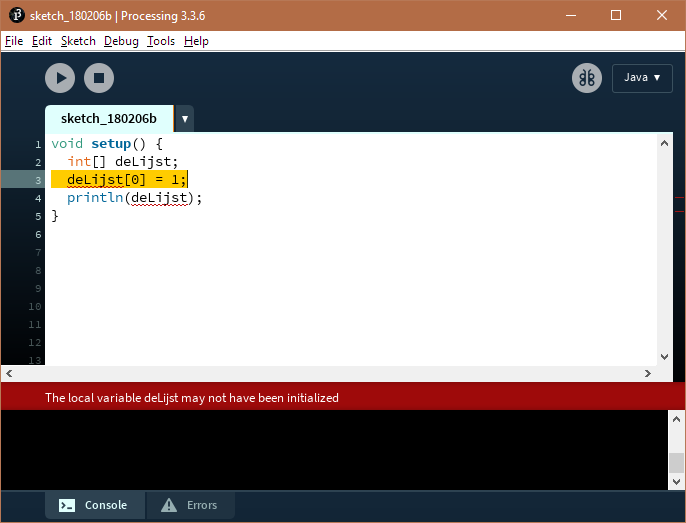 sketch_180206b | Processing 3.3.6
File Edit Sketch Debug Tools Help
Java ▾
sketch_180206b ▾
1 void setup() {
2   int[] deLijst;
3   deLijst[0] = 1;
4   println(deLijst);
5 }
6
7
8
9
10
11
12
13
The local variable deLijst may not have been initialized
Console Errors